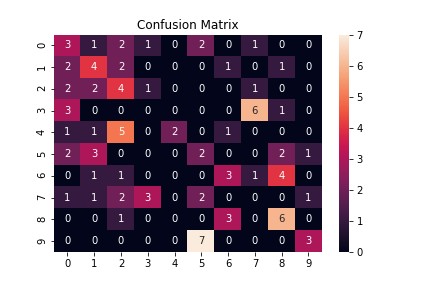 Confusion Matrix
0 3 1 2 1 0 2 0 1 0 0
1 2 4 2 0 0 0 1 0 1 0
2 2 2 4 1 0 0 0 1 0 0
3 3 0 0 0 0 0 0 6 1 0
4 1 1 5 0 2 0 1 0 0 0
5 2 3 0 0 0 2 0 0 2 1
6 0 1 1 0 0 0 3 1 4 0
7 1 1 2 3 0 2 0 0 0 1
8 0 0 1 0 0 0 3 0 6 0
9 0 0 0 0 0 7 0 0 0 3
0 1 2 3 4 5 6 7 8 9
7
6
5
4
3
2
1
0